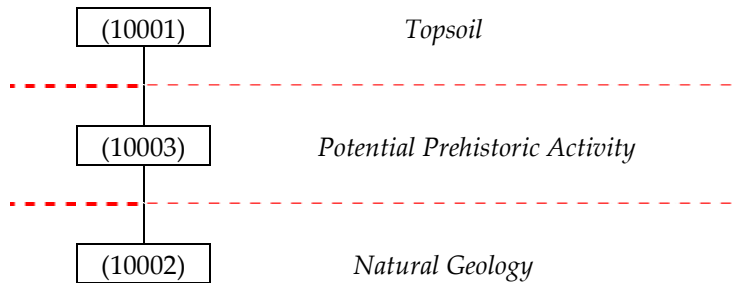 (10001) Topsoil
(10003) Potential Prehistoric Activity
(10002) Natural Geology